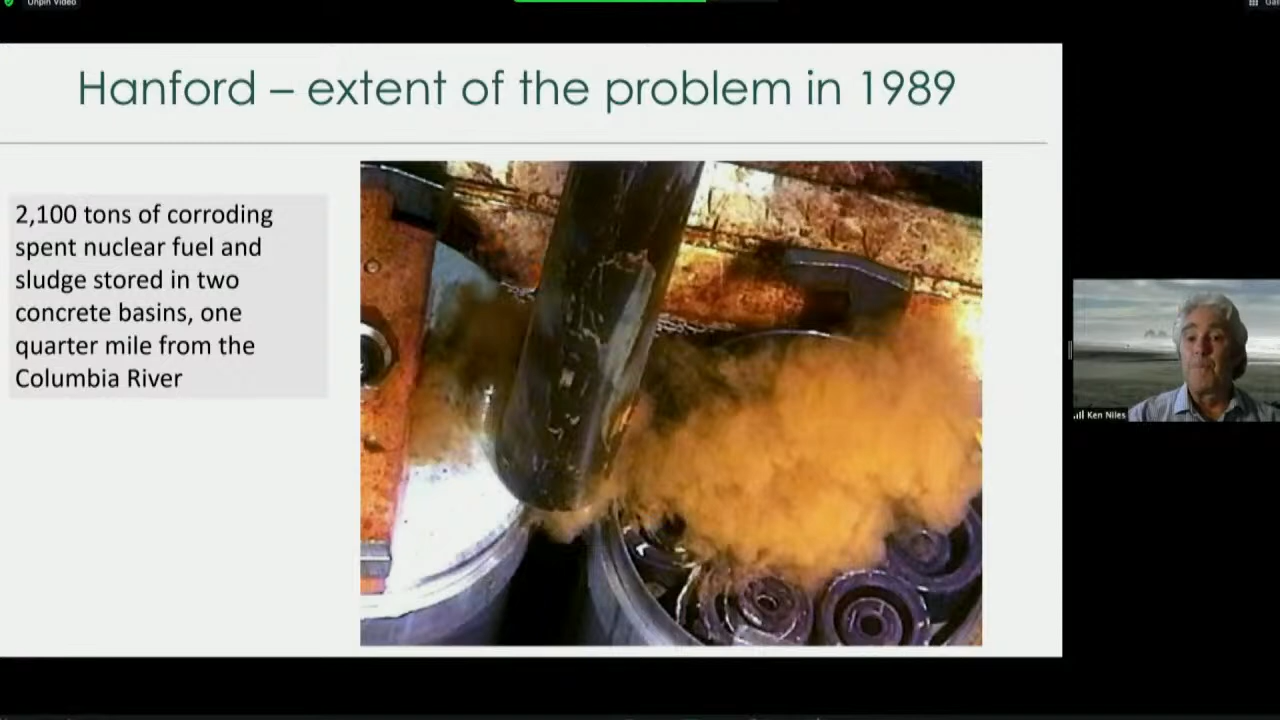 Unpin Video
Hanford – extent of the problem in 1989
2,100 tons of corroding
spent nuclear fuel and
sludge stored in two
concrete basins, one
quarter mile from the
Columbia River
Ken Niles